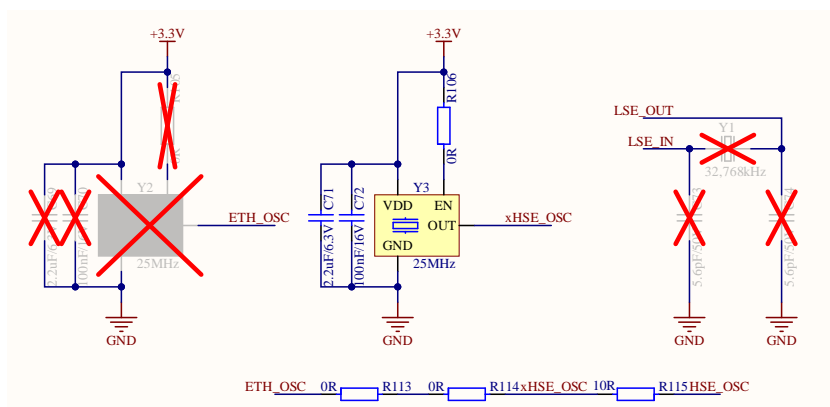 +3.3V
+3.3V
R106
0R
LSE_OUT
LSE_IN
Y1
32,768kHz
Y2
25MHz
ETH_OSC
GND
C71
2.2uF/6.3V
C72
100nF/16V
Y3
VDD
EN
OUT
GND
25MHz
xHSE_OSC
GND
GND
GND
ETH_OSC
0R
R113
0R
R114
xHSE_OSC
10R
R115
HSE_OSC